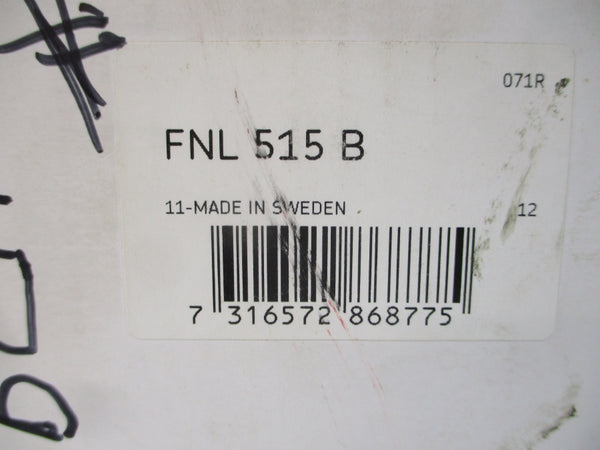 071R
FNL 515 B
11-MADE IN SWEDEN
12
7 316572 868775